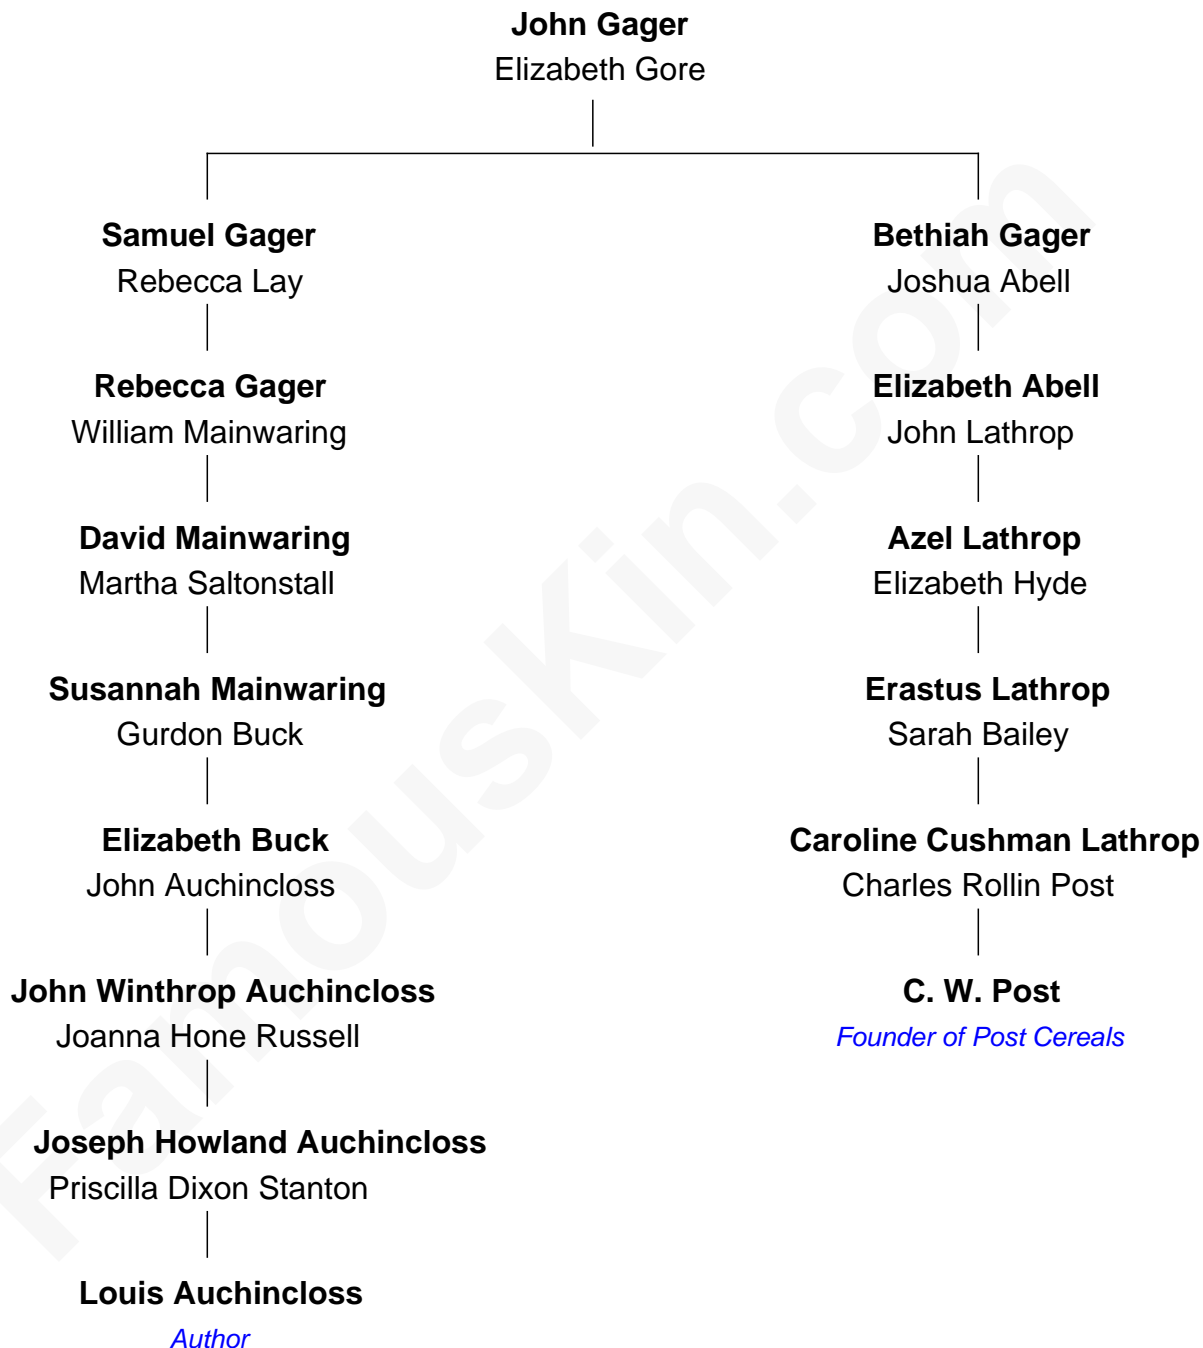 John Gager
Elizabeth Gore
Samuel Gager
Rebecca Lay
Rebecca Gager
William Mainwaring
David Mainwaring
Martha Saltonstall
Susannah Mainwaring
Gurdon Buck
Elizabeth Buck
John Auchincloss
John Winthrop Auchincloss
Joanna Hone Russell
Joseph Howland Auchincloss
Priscilla Dixon Stanton
Louis Auchincloss
Author
Bethiah Gager
Joshua Abell
Elizabeth Abell
John Lathrop
Azel Lathrop
Elizabeth Hyde
Erastus Lathrop
Sarah Bailey
Caroline Cushman Lathrop
Charles Rollin Post
C. W. Post
Founder of Post Cereals
FamousKin.com